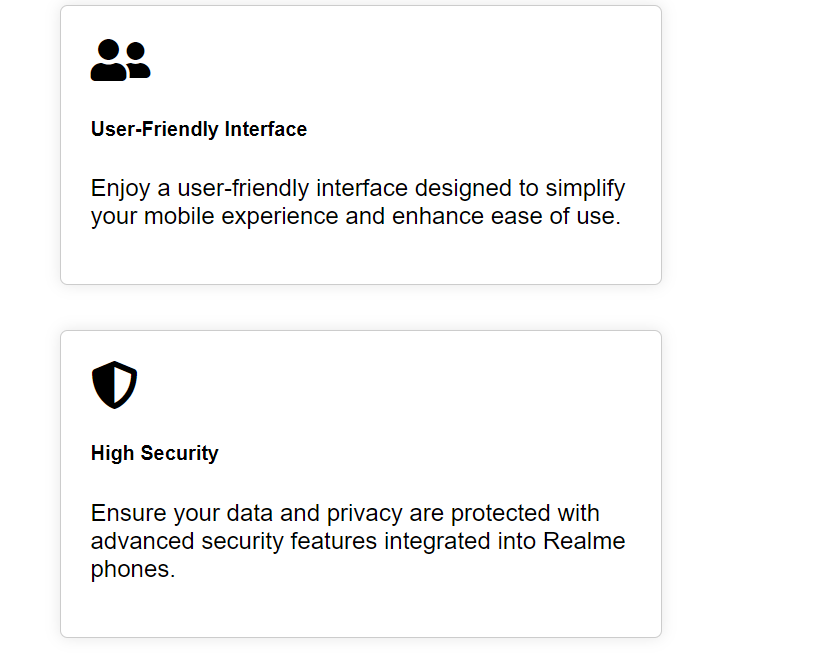 User-Friendly Interface
Enjoy a user-friendly interface designed to simplify
your mobile experience and enhance ease of use.
High Security
Ensure your data and privacy are protected with
advanced security features integrated into Realme
phones.